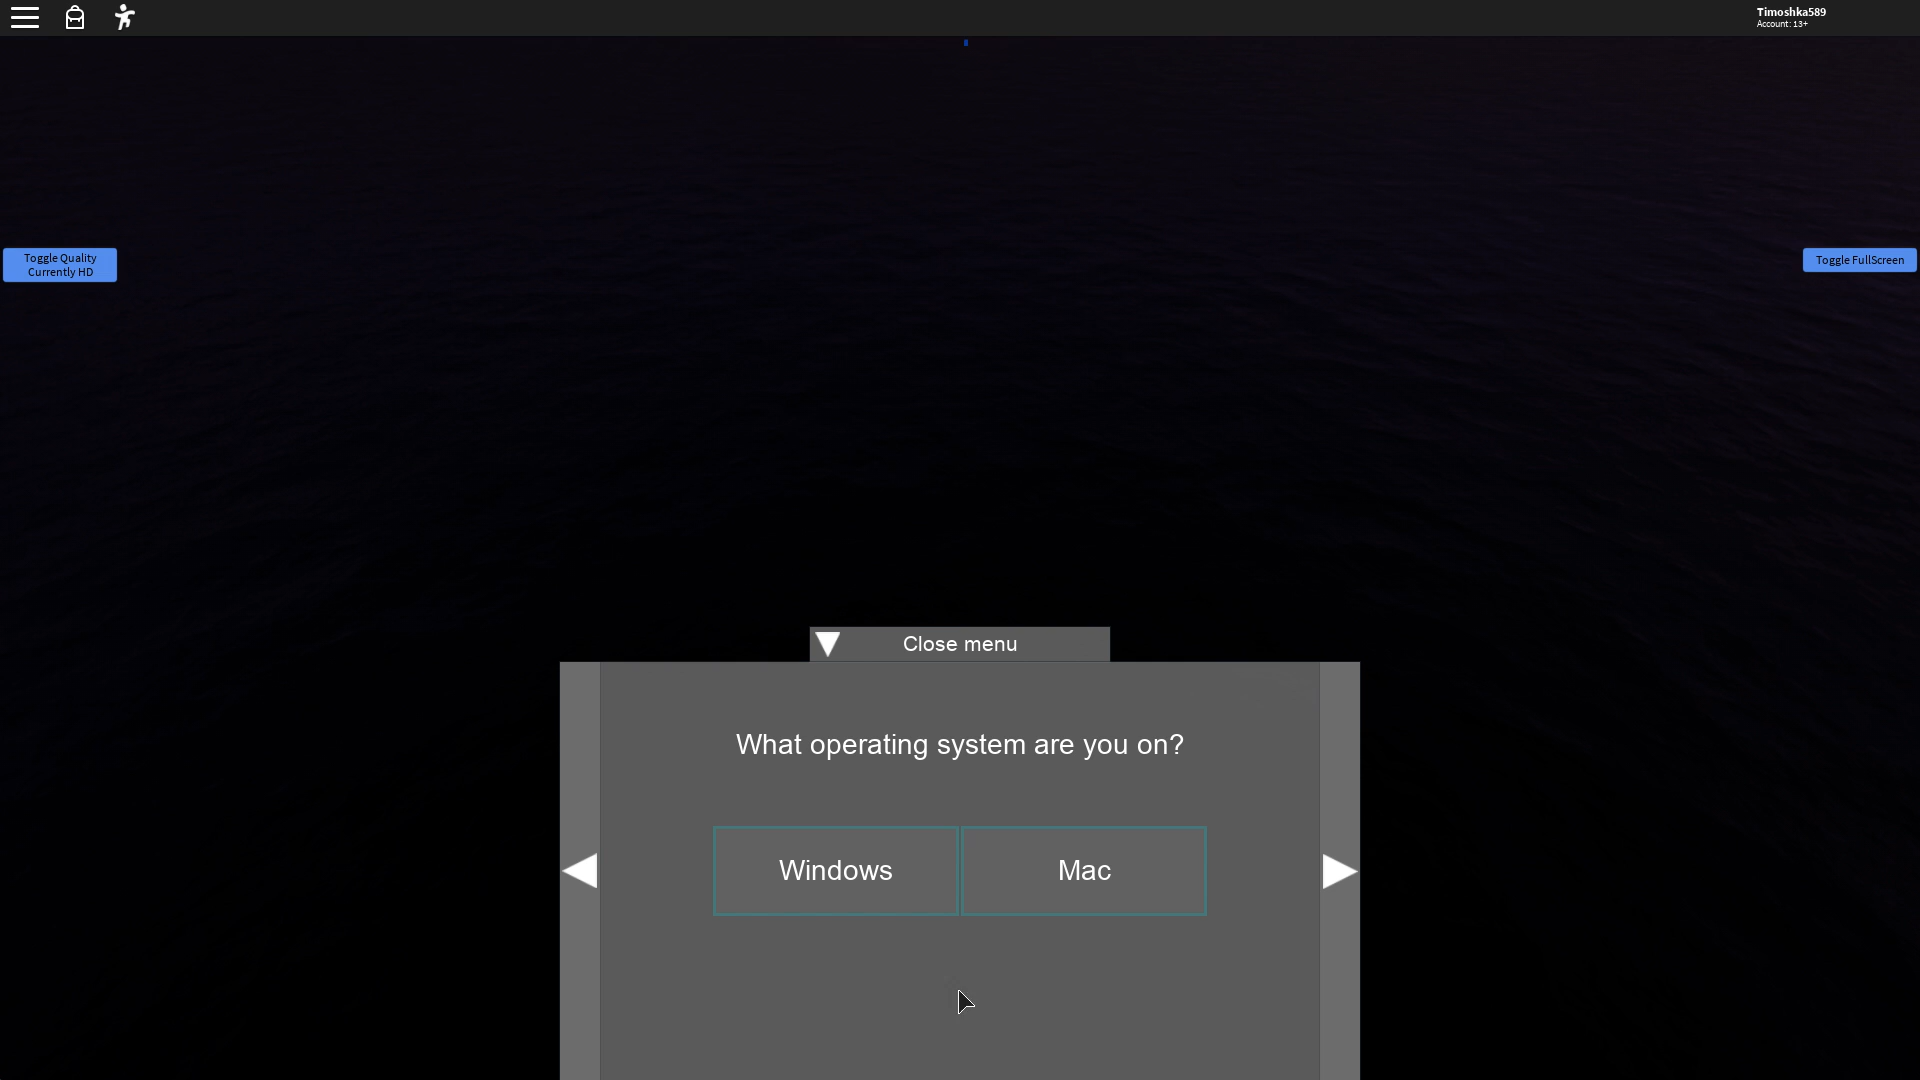 Timoshka589
Account: 13+
Toggle Quality
Currently HD
Toggle FullScreen
Close menu
What operating system are you on?
Windows
Mac